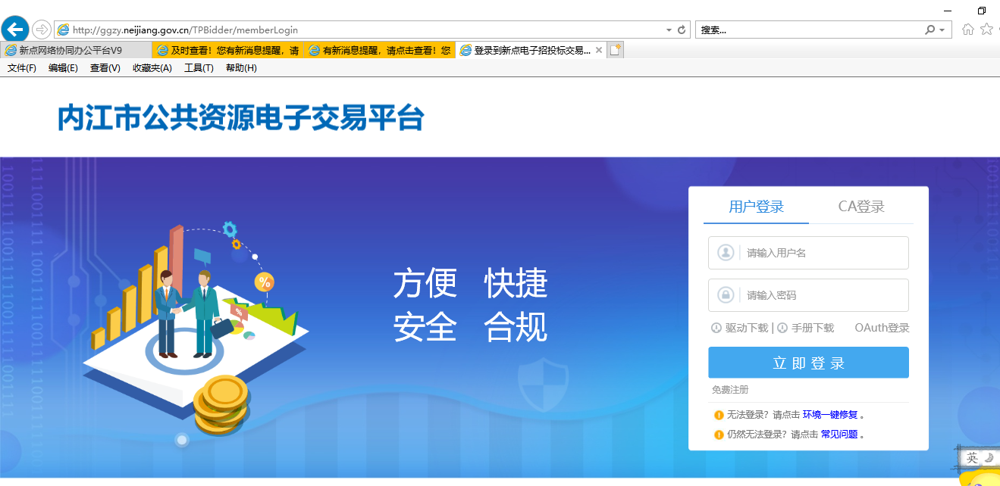 http://ggzy.neijiang.gov.cn/TPBidder/memberLogin
搜索...
新点网络协同办公平台V9
及时查看！您有新消息提醒，请
有新消息提醒，请点击查看！您
登录到新点电子招投标交易...
文件(F) 编辑(E) 查看(V) 收藏夹(A) 工具(T) 帮助(H)
内江市公共资源电子交易平台
方便 快捷
安全 合规
%
%
用户登录 CA登录
请输入用户名
请输入密码
驱动下载 | 手册下载 OAuth登录
立即登录
免费注册
无法登录？请点击 环境一键修复 。
仍然无法登录？请点击 常见问题 。
英